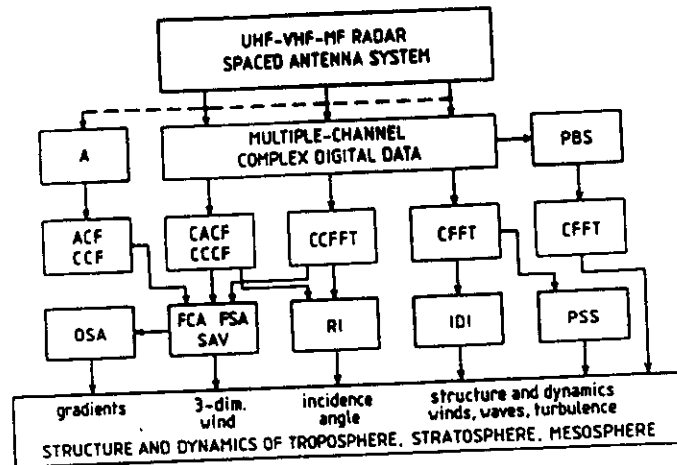 UHF-VHF-MF RADAR
SPACED ANTENNA SYSTEM
A
MULTIPLE-CHANNEL
COMPLEX DIGITAL DATA
PBS
ACF
CCF
CACF
CCCF
CCFFT
CFFT
CFFT
OSA
FCA PSA
SAV
RI
IDI
PSS
gradients
3-dim.
wind
incidence
angle
structure and dynamics
winds, waves, turbulence
STRUCTURE AND DYNAMICS OF TROPOSPHERE, STRATOSPHERE, MESOSPHERE